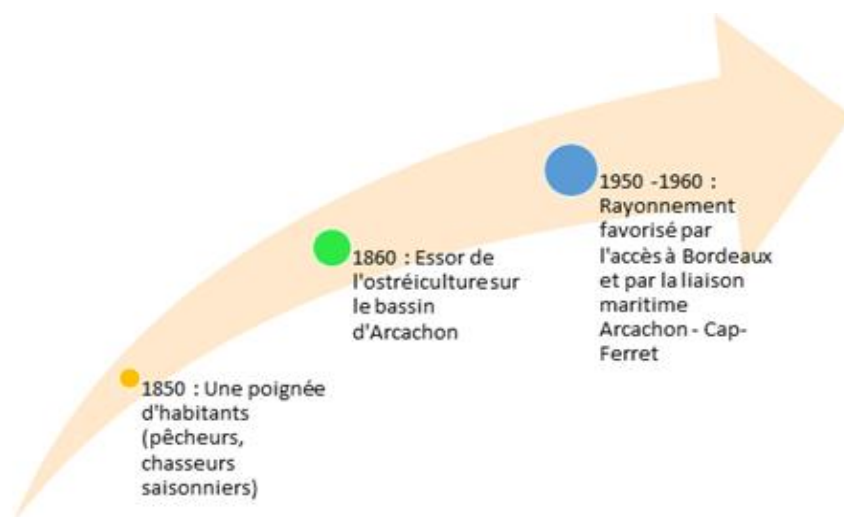 1850 : Une poignée
d'habitants
(pêcheurs,
chasseurs
saisonniers)
1860 : Essor de
l'ostréiculture sur
le bassin
d'Arcachon
1950 -1960 :
Rayonnement
favorisé par
l'accès à Bordeaux
et par la liaison
maritime
Arcachon - Cap-
Ferret